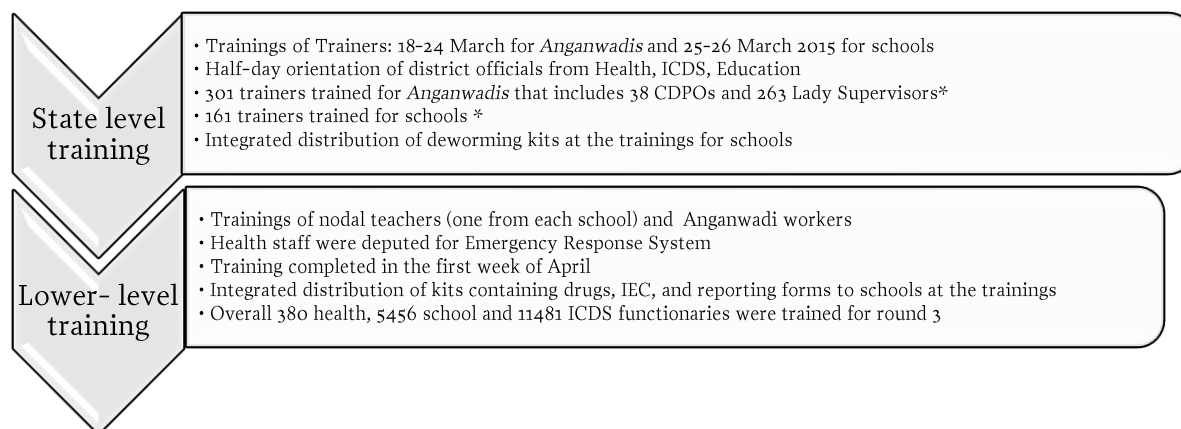 State level
training
• Trainings of Trainers: 18-24 March for Anganwadis and 25-26 March 2015 for schools
• Half-day orientation of district officials from Health, ICDS, Education
• 301 trainers trained for Anganwadis that includes 38 CDPOs and 263 Lady Supervisors*
• 161 trainers trained for schools *
• Integrated distribution of deworming kits at the trainings for schools
Lower- level
training
• Trainings of nodal teachers (one from each school) and Anganwadi workers
• Health staff were deputed for Emergency Response System
• Training completed in the first week of April
• Integrated distribution of kits containing drugs, IEC, and reporting forms to schools at the trainings
• Overall 380 health, 5456 school and 11481 ICDS functionaries were trained for round 3